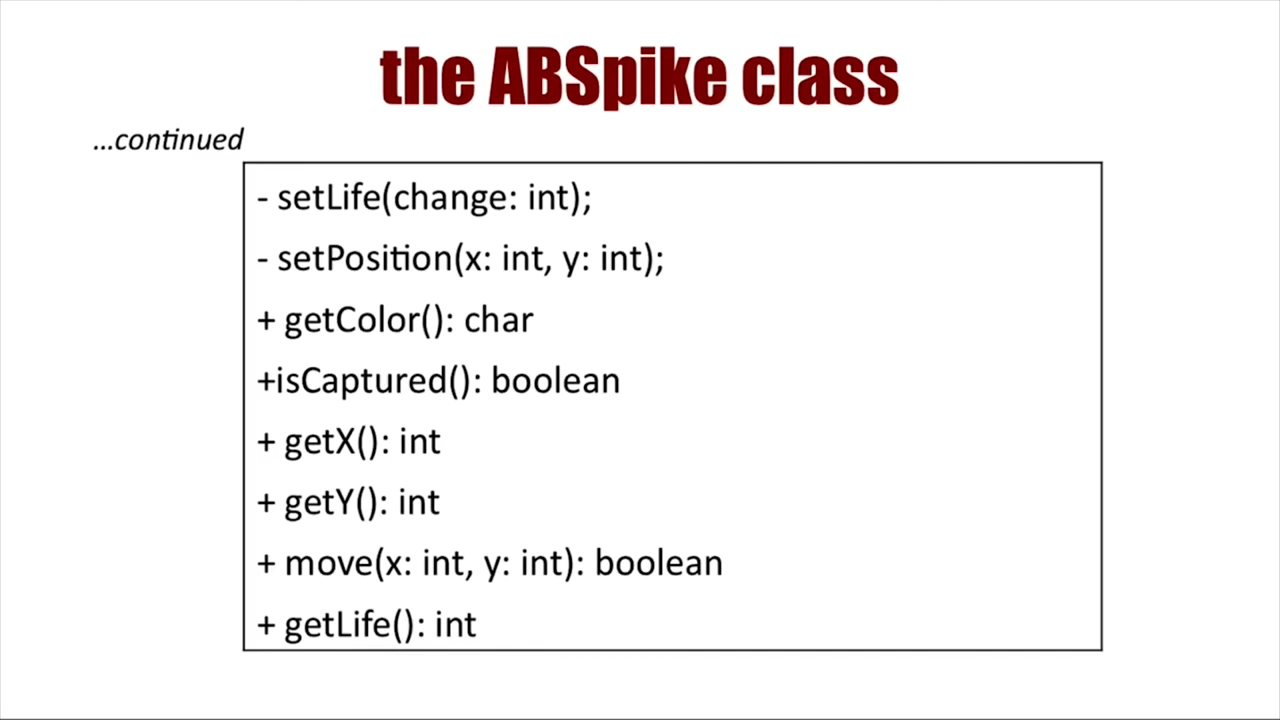 the ABSpike class
...continued
- setLife(change: int);
- setPosition(x: int, y: int);
+ getColor(): char
+isCaptured(): boolean
+ getX(): int
+ getY(): int
+ move(x: int, y: int): boolean
+ getLife(): int